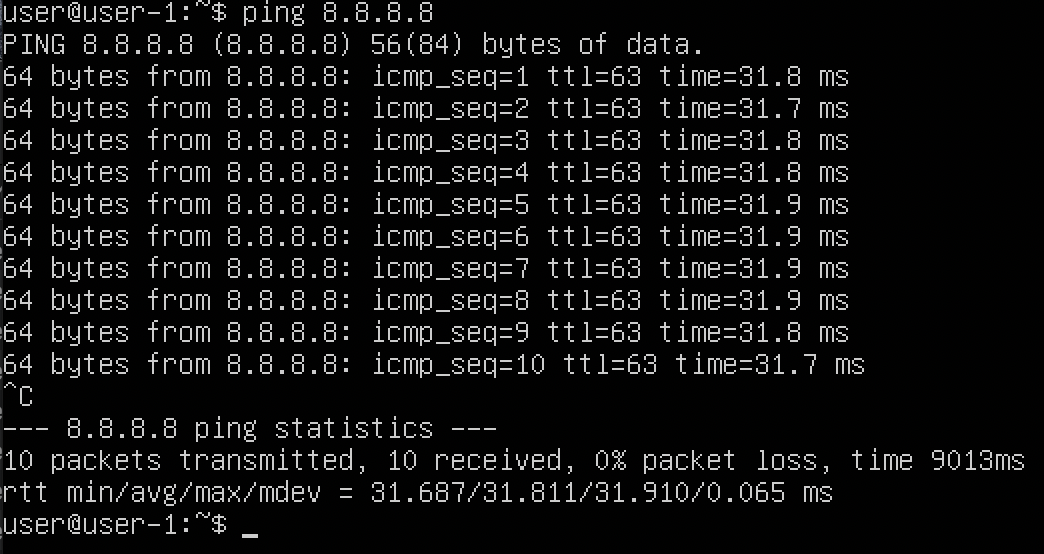 user@user-1:~$ ping 8.8.8.8
PING 8.8.8.8 (8.8.8.8) 56(84) bytes of data.
64 bytes from 8.8.8.8: icmp_seq=1 ttl=63 time=31.8 ms
64 bytes from 8.8.8.8: icmp_seq=2 ttl=63 time=31.7 ms
64 bytes from 8.8.8.8: icmp_seq=3 ttl=63 time=31.8 ms
64 bytes from 8.8.8.8: icmp_seq=4 ttl=63 time=31.8 ms
64 bytes from 8.8.8.8: icmp_seq=5 ttl=63 time=31.9 ms
64 bytes from 8.8.8.8: icmp_seq=6 ttl=63 time=31.9 ms
64 bytes from 8.8.8.8: icmp_seq=7 ttl=63 time=31.9 ms
64 bytes from 8.8.8.8: icmp_seq=8 ttl=63 time=31.9 ms
64 bytes from 8.8.8.8: icmp_seq=9 ttl=63 time=31.8 ms
64 bytes from 8.8.8.8: icmp_seq=10 ttl=63 time=31.7 ms
^C
--- 8.8.8.8 ping statistics ---
10 packets transmitted, 10 received, 0% packet loss, time 9013ms
rtt min/avg/max/mdev = 31.687/31.811/31.910/0.065 ms
user@user-1:~$ _